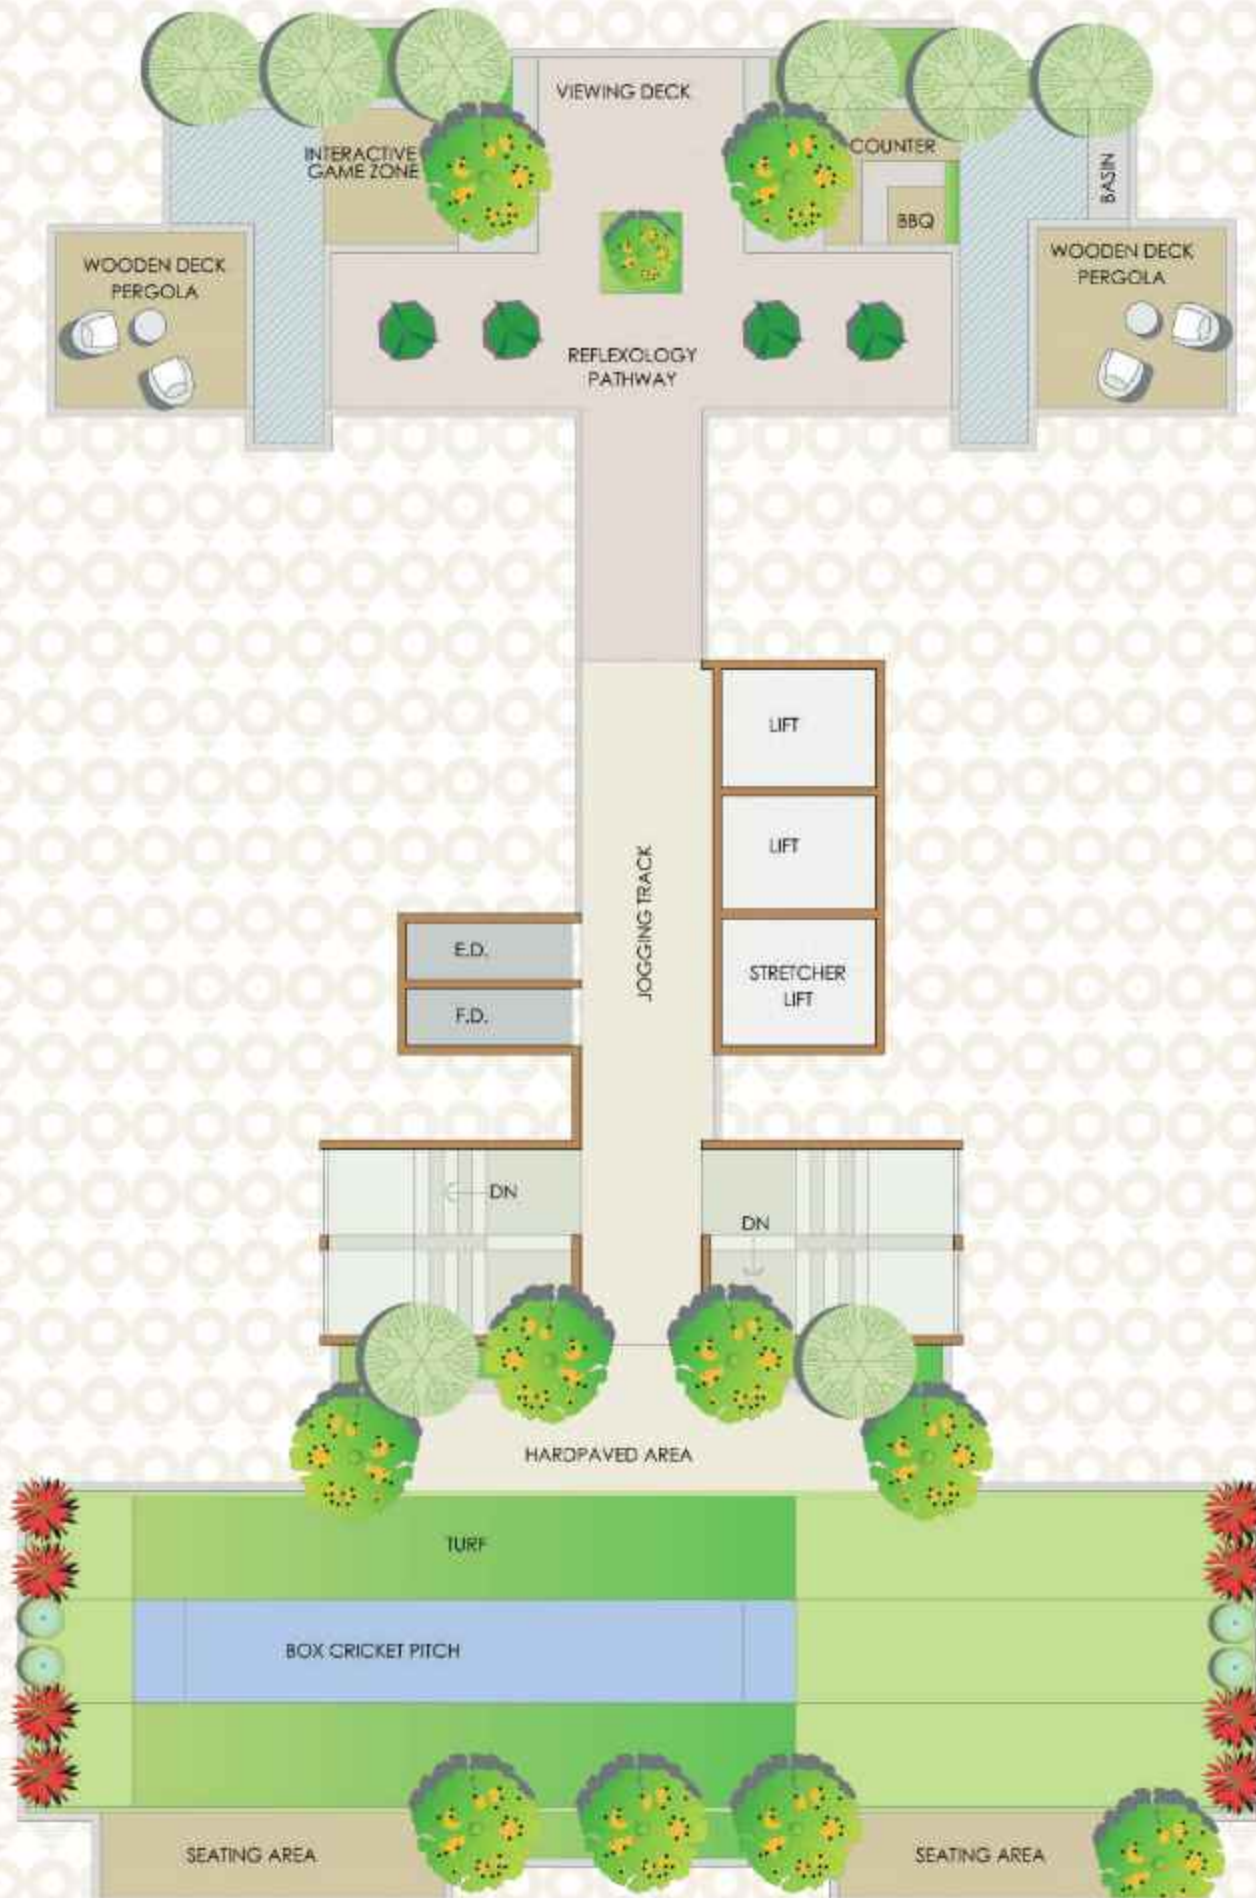 VIEWING DECK
INTERACTIVE
GAME ZONE
COUNTER
BBQ
BASIN
WOODEN DECK
PERGOLA
WOODEN DECK
PERGOLA
REFLEXOLOGY
PATHWAY
LIFT
LIFT
STRETCHER
LIFT
JOGGING TRACK
E.D.
F.D.
DN
DN
HARDPAVED AREA
TURF
BOX CRICKET PITCH
SEATING AREA
SEATING AREA